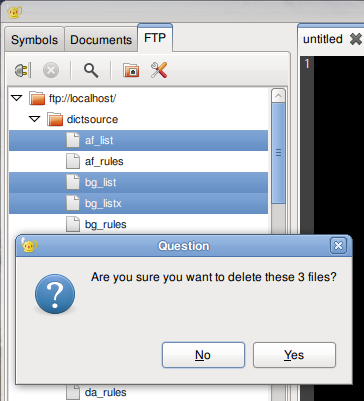 Symbols Documents FTP
untitled
1
ftp://localhost/
dictsource
af_list
af_rules
bg_list
bg_listx
bg_rules
Question
Are you sure you want to delete these 3 files?
No Yes
da_rules